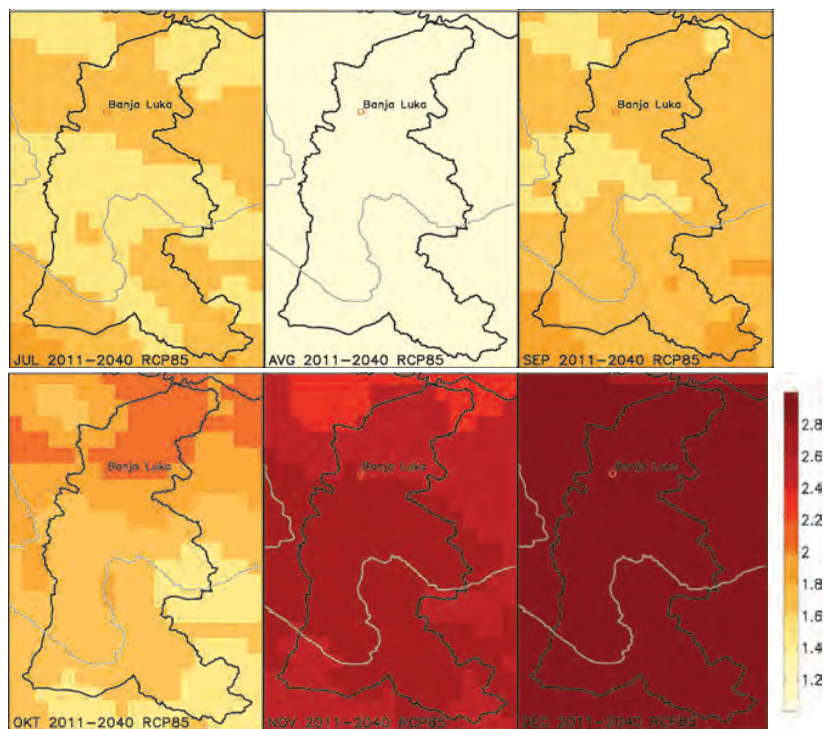 Banja Luka
Banja Luka
Banja Luka
JUL 2011–2040 RCP85
AVG 2011–2040 RCP85
SEP 2011–2040 RCP85
Banja Luka
Banja Luka
Banja Luka
2.8
2.6
2.4
2.2
2
1.8
1.6
1.4
1.2
OKT 2011–2040 RCP85
NOV 2011–2040 RCP85
DES 2011–2040 RCP85